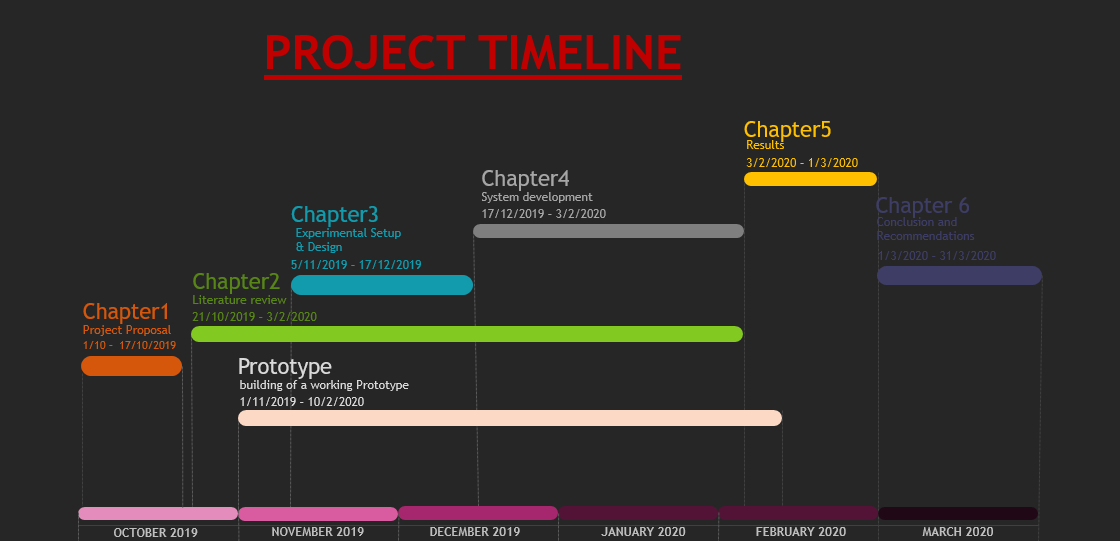 PROJECT TIMELINE
Chapter5
Results
3/2/2020 - 1/3/2020
Chapter4
System development
17/12/2019 - 3/2/2020
Chapter 6
Conclusion and
Recommendations
1/3/2020 - 31/3/2020
Chapter3
Experimental Setup
& Design
5/11/2019 - 17/12/2019
Chapter2
Literature review
21/10/2019 - 3/2/2020
Chapter1
Project Proposal
1/10 - 17/10/2019
Prototype
building of a working Prototype
1/11/2019 - 10/2/2020
OCTOBER 2019 NOVEMBER 2019 DECEMBER 2019 JANUARY 2020 FEBRUARY 2020 MARCH 2020